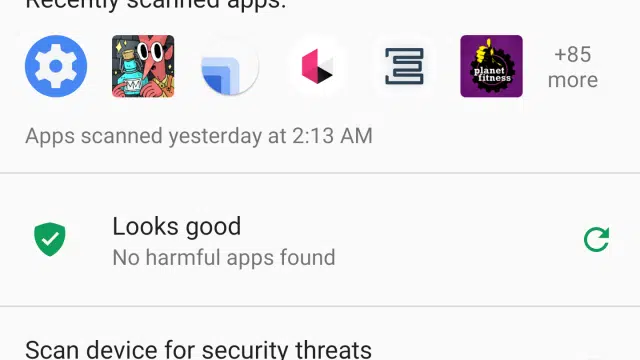 Recently scanned apps:
planet
fitness
+85
more
Apps scanned yesterday at 2:13 AM
Looks good
No harmful apps found
Scan device for security threats